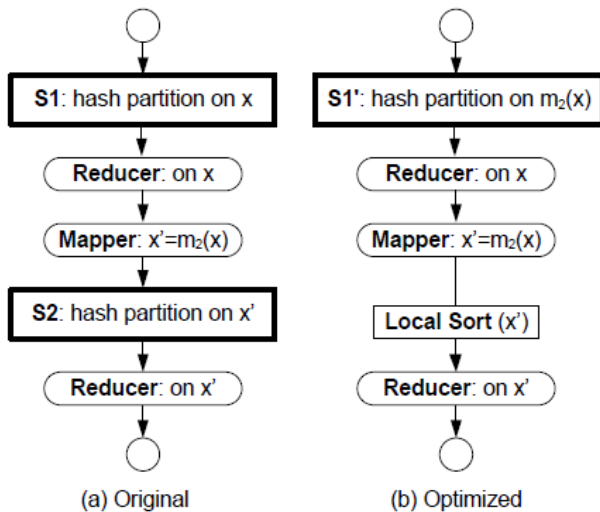 S1: hash partition on x
Reducer: on x
Mapper: x'=m₂(x)
S2: hash partition on x'
Reducer: on x'
(a) Original
S1': hash partition on m₂(x)
Reducer: on x
Mapper: x'=m₂(x)
Local Sort (x')
Reducer: on x'
(b) Optimized